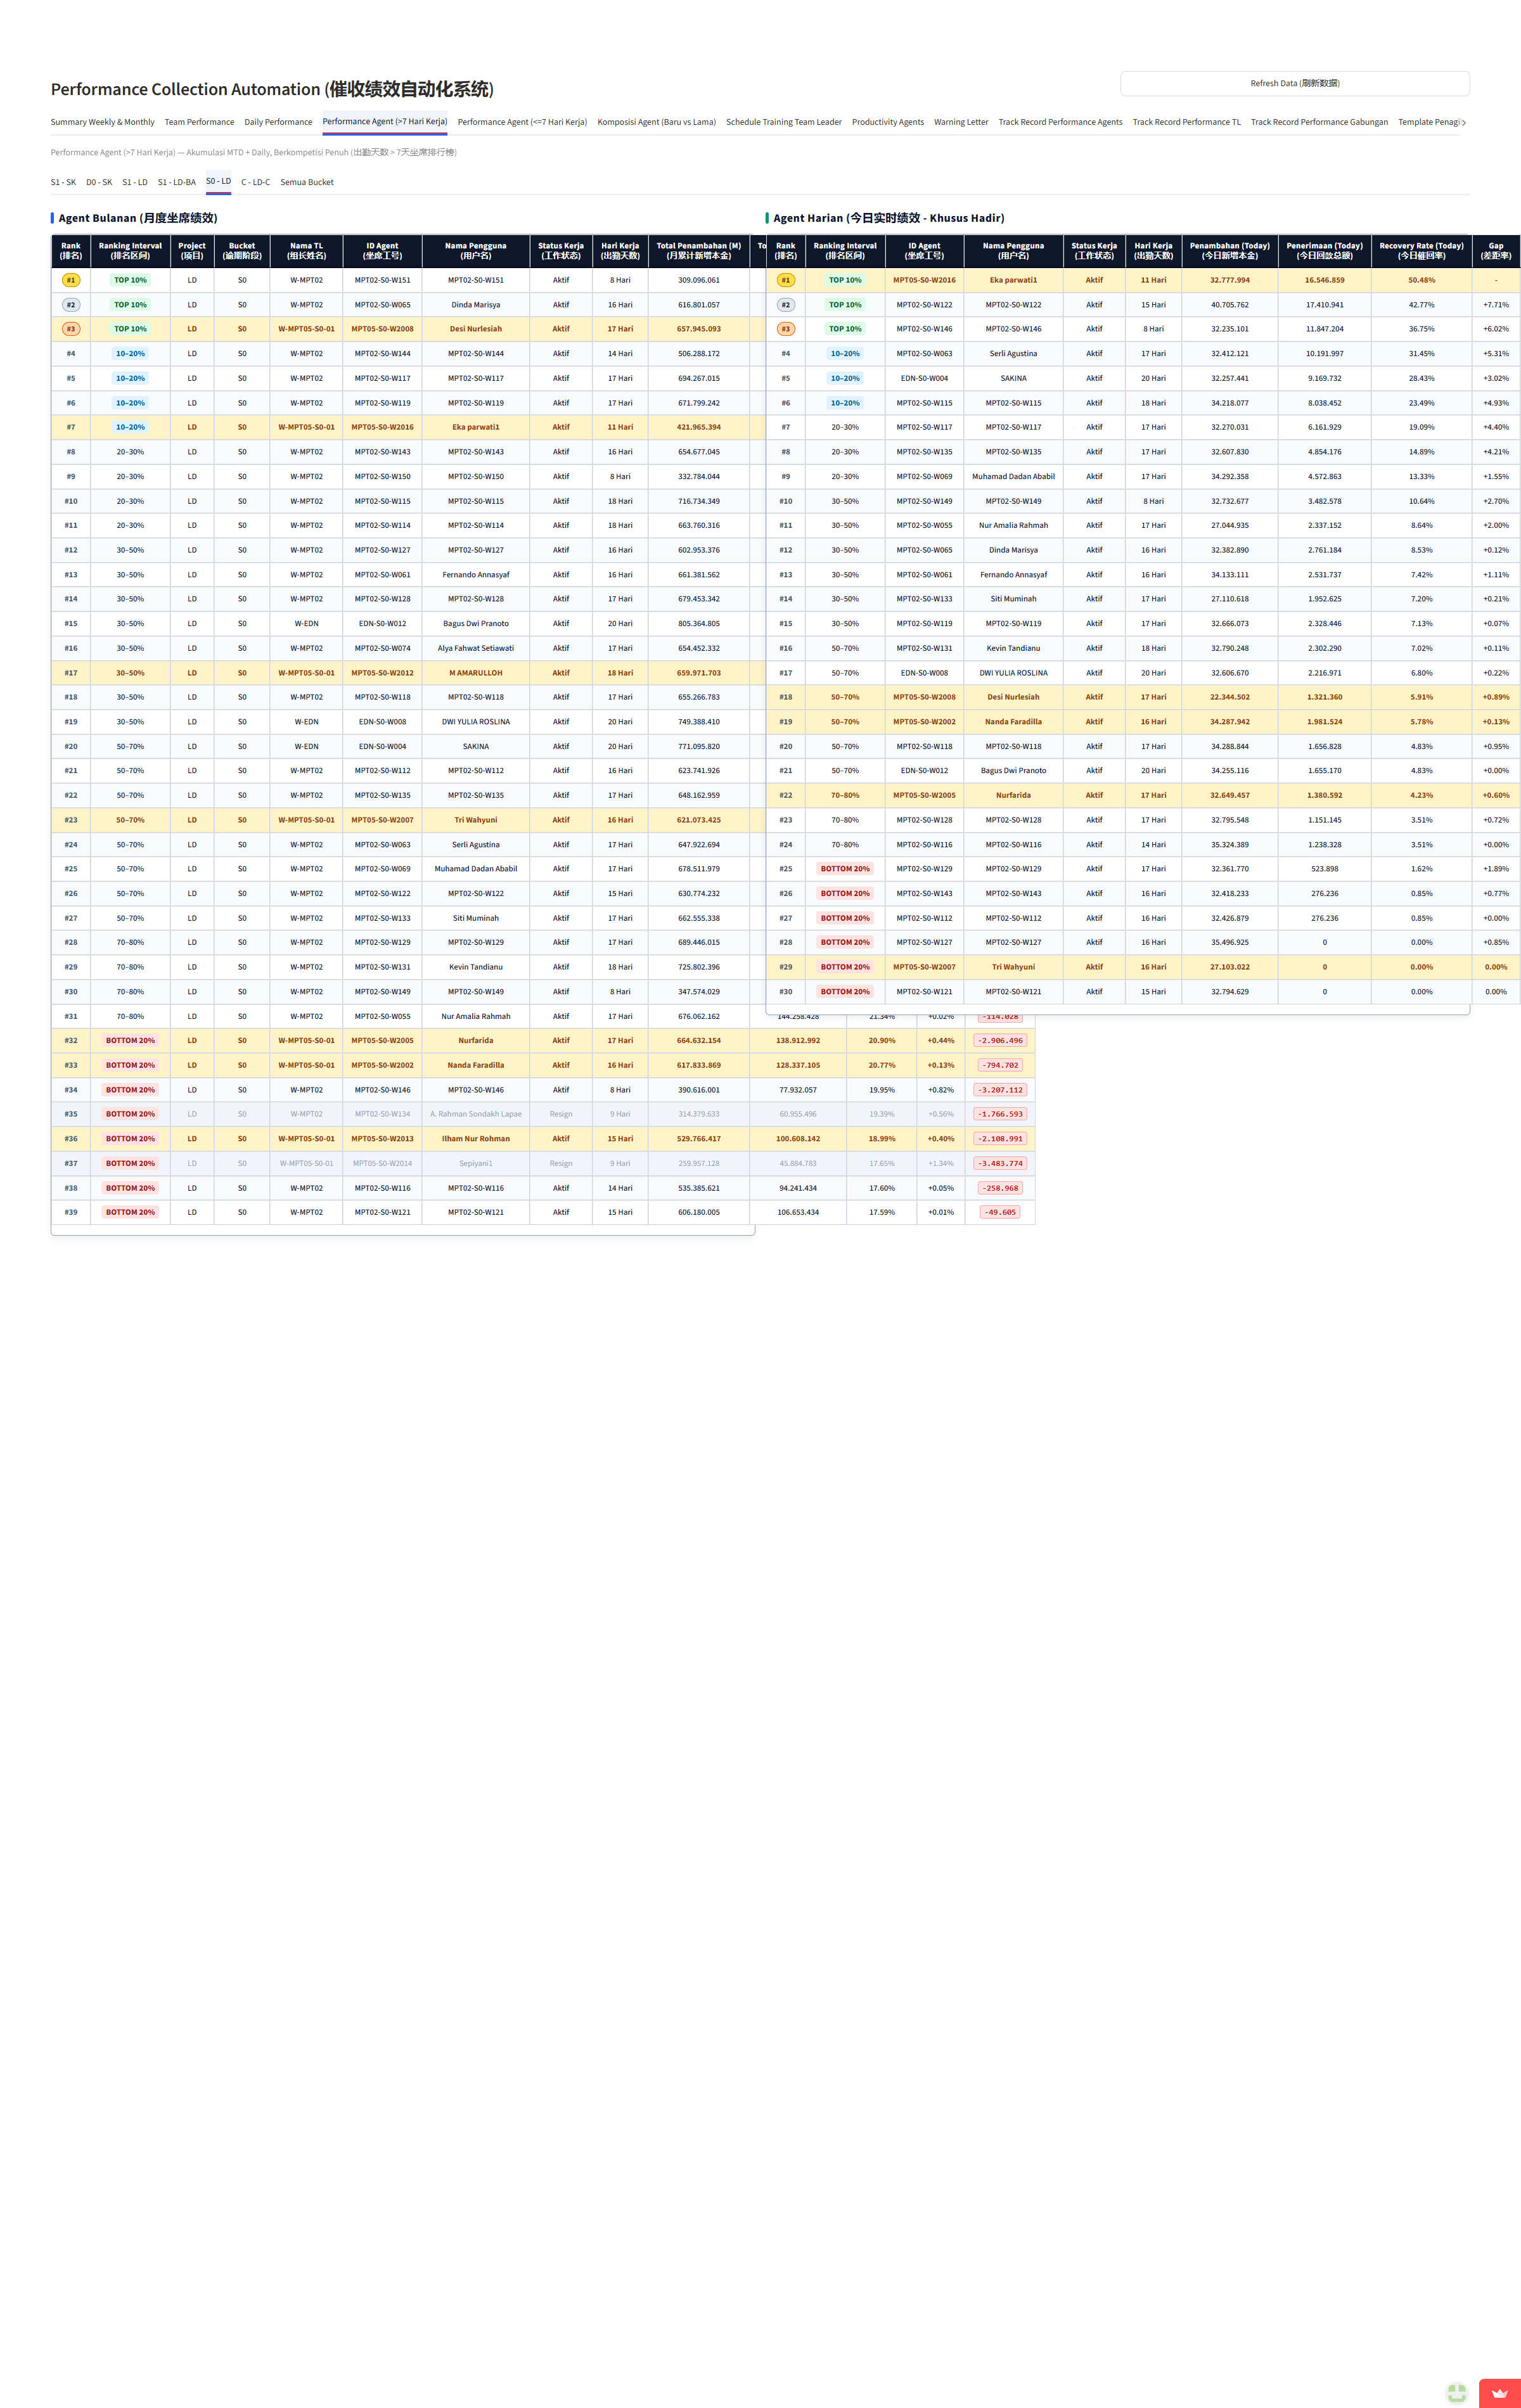 Performance Collection Automation (催收绩效自动化系统)
Refresh Data (刷新数据)
Summary Weekly & Monthly Team Performance Daily Performance Performance Agent (>7 Hari Kerja) Performance Agent (<=7 Hari Kerja) Komposisi Agent (Baru vs Lama) Schedule Training Team Leader Productivity Agents Warning Letter Track Record Performance Agents Track Record Performance TL Track Record Performance Gabungan Template Penagi
Performance Agent (>7 Hari Kerja) — Akumulasi MTD + Daily, Berkompetisi Penuh (出勤天数 > 7天坐席排行榜)
S1 - SK D0 - SK S1 - LD S1 - LD-BA S0 - LD C - LD-C Semua Bucket
Agent Bulanan (月度坐席绩效)
Rank Ranking Interval Project Bucket Nama TL ID Agent Nama Pengguna Status Kerja Hari Kerja Total Penambahan (M) To
(排名) (排名区间) (项目) (逾期阶段) (组长姓名) (坐席工号) (用户名) (工作状态) (出勤天数) (月累计新增本金)
#1 TOP 10% LD S0 W-MPT02 MPT02-S0-W151 MPT02-S0-W151 Aktif 8 Hari 309.096.061
#2 TOP 10% LD S0 W-MPT02 MPT02-S0-W065 Dinda Marisya Aktif 16 Hari 616.801.057
#3 TOP 10% LD S0 W-MPT05-S0-01 MPT05-S0-W2008 Desi Nurlesiah Aktif 17 Hari 657.945.093
#4 10–20% LD S0 W-MPT02 MPT02-S0-W144 MPT02-S0-W144 Aktif 14 Hari 506.288.172
#5 10–20% LD S0 W-MPT02 MPT02-S0-W117 MPT02-S0-W117 Aktif 17 Hari 694.267.015
#6 10–20% LD S0 W-MPT02 MPT02-S0-W119 MPT02-S0-W119 Aktif 17 Hari 671.799.242
#7 10–20% LD S0 W-MPT05-S0-01 MPT05-S0-W2016 Eka parwati1 Aktif 11 Hari 421.965.394
#8 20–30% LD S0 W-MPT02 MPT02-S0-W143 MPT02-S0-W143 Aktif 16 Hari 654.677.045
#9 20–30% LD S0 W-MPT02 MPT02-S0-W150 MPT02-S0-W150 Aktif 8 Hari 332.784.044
#10 20–30% LD S0 W-MPT02 MPT02-S0-W115 MPT02-S0-W115 Aktif 18 Hari 716.734.349
#11 20–30% LD S0 W-MPT02 MPT02-S0-W114 MPT02-S0-W114 Aktif 18 Hari 663.760.316
#12 30–50% LD S0 W-MPT02 MPT02-S0-W127 MPT02-S0-W127 Aktif 16 Hari 602.953.376
#13 30–50% LD S0 W-MPT02 MPT02-S0-W061 Fernando Annasyaf Aktif 16 Hari 661.381.562
#14 30–50% LD S0 W-MPT02 MPT02-S0-W128 MPT02-S0-W128 Aktif 17 Hari 679.453.342
#15 30–50% LD S0 W-EDN EDN-S0-W012 Bagus Dwi Pranoto Aktif 20 Hari 805.364.805
#16 30–50% LD S0 W-MPT02 MPT02-S0-W074 Alya Fahwat Setiawati Aktif 17 Hari 654.452.332
#17 30–50% LD S0 W-MPT05-S0-01 MPT05-S0-W2012 M AMARULLOH Aktif 18 Hari 659.971.703
#18 30–50% LD S0 W-MPT02 MPT02-S0-W118 MPT02-S0-W118 Aktif 17 Hari 655.266.783
#19 30–50% LD S0 W-EDN EDN-S0-W008 DWI YULIA ROSLINA Aktif 20 Hari 749.388.410
#20 50–70% LD S0 W-EDN EDN-S0-W004 SAKINA Aktif 20 Hari 771.095.820
#21 50–70% LD S0 W-MPT02 MPT02-S0-W112 MPT02-S0-W112 Aktif 16 Hari 623.741.926
#22 50–70% LD S0 W-MPT02 MPT02-S0-W135 MPT02-S0-W135 Aktif 17 Hari 648.162.959
#23 50–70% LD S0 W-MPT05-S0-01 MPT05-S0-W2007 Tri Wahyuni Aktif 16 Hari 621.073.425
#24 50–70% LD S0 W-MPT02 MPT02-S0-W063 Serli Agustina Aktif 17 Hari 647.922.694
#25 50–70% LD S0 W-MPT02 MPT02-S0-W069 Muhamad Dadan Ababil Aktif 17 Hari 678.511.979
#26 50–70% LD S0 W-MPT02 MPT02-S0-W122 MPT02-S0-W122 Aktif 15 Hari 630.774.232
#27 50–70% LD S0 W-MPT02 MPT02-S0-W133 Siti Muminah Aktif 17 Hari 662.555.338
#28 70–80% LD S0 W-MPT02 MPT02-S0-W129 MPT02-S0-W129 Aktif 17 Hari 689.446.015
#29 70–80% LD S0 W-MPT02 MPT02-S0-W131 Kevin Tandianu Aktif 18 Hari 725.802.396
#30 70–80% LD S0 W-MPT02 MPT02-S0-W149 MPT02-S0-W149 Aktif 8 Hari 347.574.029
#31 70–80% LD S0 W-MPT02 MPT02-S0-W055 Nur Amalia Rahmah Aktif 17 Hari 676.062.162 144.258.428 21.34% +0.02% -114.028
#32 BOTTOM 20% LD S0 W-MPT05-S0-01 MPT05-S0-W2005 Nurfarida Aktif 17 Hari 664.632.154 138.912.992 20.90% +0.44% -2.906.496
#33 BOTTOM 20% LD S0 W-MPT05-S0-01 MPT05-S0-W2002 Nanda Faradilla Aktif 16 Hari 617.833.869 128.337.105 20.77% +0.13% -794.702
#34 BOTTOM 20% LD S0 W-MPT02 MPT02-S0-W146 MPT02-S0-W146 Aktif 8 Hari 390.616.001 77.932.057 19.95% +0.82% -3.207.112
#35 BOTTOM 20% LD S0 W-MPT02 MPT02-S0-W134 A. Rahman Sondakh Lapae Resign 9 Hari 314.379.633 60.955.496 19.39% +0.56% -1.766.593
#36 BOTTOM 20% LD S0 W-MPT05-S0-01 MPT05-S0-W2013 Ilham Nur Rohman Aktif 15 Hari 529.766.417 100.608.142 18.99% +0.40% -2.108.991
#37 BOTTOM 20% LD S0 W-MPT05-S0-01 MPT05-S0-W2014 Sepiyani1 Resign 9 Hari 259.957.128 45.884.783 17.65% +1.34% -3.483.774
#38 BOTTOM 20% LD S0 W-MPT02 MPT02-S0-W116 MPT02-S0-W116 Aktif 14 Hari 535.385.621 94.241.434 17.60% +0.05% -258.968
#39 BOTTOM 20% LD S0 W-MPT02 MPT02-S0-W121 MPT02-S0-W121 Aktif 15 Hari 606.180.005 106.653.434 17.59% +0.01% -49.605
Agent Harian (今日实时绩效 - Khusus Hadir)
Rank Ranking Interval ID Agent Nama Pengguna Status Kerja Hari Kerja Penambahan (Today) Penerimaan (Today) Recovery Rate (Today) Gap
(排名) (排名区间) (坐席工号) (用户名) (工作状态) (出勤天数) (今日新增本金) (今日回款总额) (今日催回率) (差距率)
#1 TOP 10% MPT05-S0-W2016 Eka parwati1 Aktif 11 Hari 32.777.994 16.546.859 50.48% -
#2 TOP 10% MPT02-S0-W122 MPT02-S0-W122 Aktif 15 Hari 40.705.762 17.410.941 42.77% +7.71%
#3 TOP 10% MPT02-S0-W146 MPT02-S0-W146 Aktif 8 Hari 32.235.101 11.847.204 36.75% +6.02%
#4 10–20% MPT02-S0-W063 Serli Agustina Aktif 17 Hari 32.412.121 10.191.997 31.45% +5.31%
#5 10–20% EDN-S0-W004 SAKINA Aktif 20 Hari 32.257.441 9.169.732 28.43% +3.02%
#6 10–20% MPT02-S0-W115 MPT02-S0-W115 Aktif 18 Hari 34.218.077 8.038.452 23.49% +4.93%
#7 20–30% MPT02-S0-W117 MPT02-S0-W117 Aktif 17 Hari 32.270.031 6.161.929 19.09% +4.40%
#8 20–30% MPT02-S0-W135 MPT02-S0-W135 Aktif 17 Hari 32.607.830 4.854.176 14.89% +4.21%
#9 20–30% MPT02-S0-W069 Muhamad Dadan Ababil Aktif 17 Hari 34.292.358 4.572.863 13.33% +1.55%
#10 30–50% MPT02-S0-W149 MPT02-S0-W149 Aktif 8 Hari 32.732.677 3.482.578 10.64% +2.70%
#11 30–50% MPT02-S0-W055 Nur Amalia Rahmah Aktif 17 Hari 27.044.935 2.337.152 8.64% +2.00%
#12 30–50% MPT02-S0-W065 Dinda Marisya Aktif 16 Hari 32.382.890 2.761.184 8.53% +0.12%
#13 30–50% MPT02-S0-W061 Fernando Annasyaf Aktif 16 Hari 34.133.111 2.531.737 7.42% +1.11%
#14 30–50% MPT02-S0-W133 Siti Muminah Aktif 17 Hari 27.110.618 1.952.625 7.20% +0.21%
#15 30–50% MPT02-S0-W119 MPT02-S0-W119 Aktif 17 Hari 32.666.073 2.328.446 7.13% +0.07%
#16 50–70% MPT02-S0-W131 Kevin Tandianu Aktif 18 Hari 32.790.248 2.302.290 7.02% +0.11%
#17 50–70% EDN-S0-W008 DWI YULIA ROSLINA Aktif 20 Hari 32.606.670 2.216.971 6.80% +0.22%
#18 50–70% MPT05-S0-W2008 Desi Nurlesiah Aktif 17 Hari 22.344.502 1.321.360 5.91% +0.89%
#19 50–70% MPT05-S0-W2002 Nanda Faradilla Aktif 16 Hari 34.287.942 1.981.524 5.78% +0.13%
#20 50–70% MPT02-S0-W118 MPT02-S0-W118 Aktif 17 Hari 34.288.844 1.656.828 4.83% +0.95%
#21 50–70% EDN-S0-W012 Bagus Dwi Pranoto Aktif 20 Hari 34.255.116 1.655.170 4.83% +0.00%
#22 70–80% MPT05-S0-W2005 Nurfarida Aktif 17 Hari 32.649.457 1.380.592 4.23% +0.60%
#23 70–80% MPT02-S0-W128 MPT02-S0-W128 Aktif 17 Hari 32.795.548 1.151.145 3.51% +0.72%
#24 70–80% MPT02-S0-W116 MPT02-S0-W116 Aktif 14 Hari 35.324.389 1.238.328 3.51% +0.00%
#25 BOTTOM 20% MPT02-S0-W129 MPT02-S0-W129 Aktif 17 Hari 32.361.770 523.898 1.62% +1.89%
#26 BOTTOM 20% MPT02-S0-W143 MPT02-S0-W143 Aktif 16 Hari 32.418.233 276.236 0.85% +0.77%
#27 BOTTOM 20% MPT02-S0-W112 MPT02-S0-W112 Aktif 16 Hari 32.426.879 276.236 0.85% +0.00%
#28 BOTTOM 20% MPT02-S0-W127 MPT02-S0-W127 Aktif 16 Hari 35.496.925 0 0.00% +0.85%
#29 BOTTOM 20% MPT05-S0-W2007 Tri Wahyuni Aktif 16 Hari 27.103.022 0 0.00% 0.00%
#30 BOTTOM 20% MPT02-S0-W121 MPT02-S0-W121 Aktif 15 Hari 32.794.629 0 0.00% 0.00%